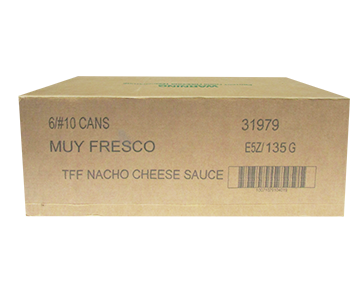 6/#10 CANS 31979
MUY FRESCO E5Z/135 G
TFF NACHO CHEESE SAUCE